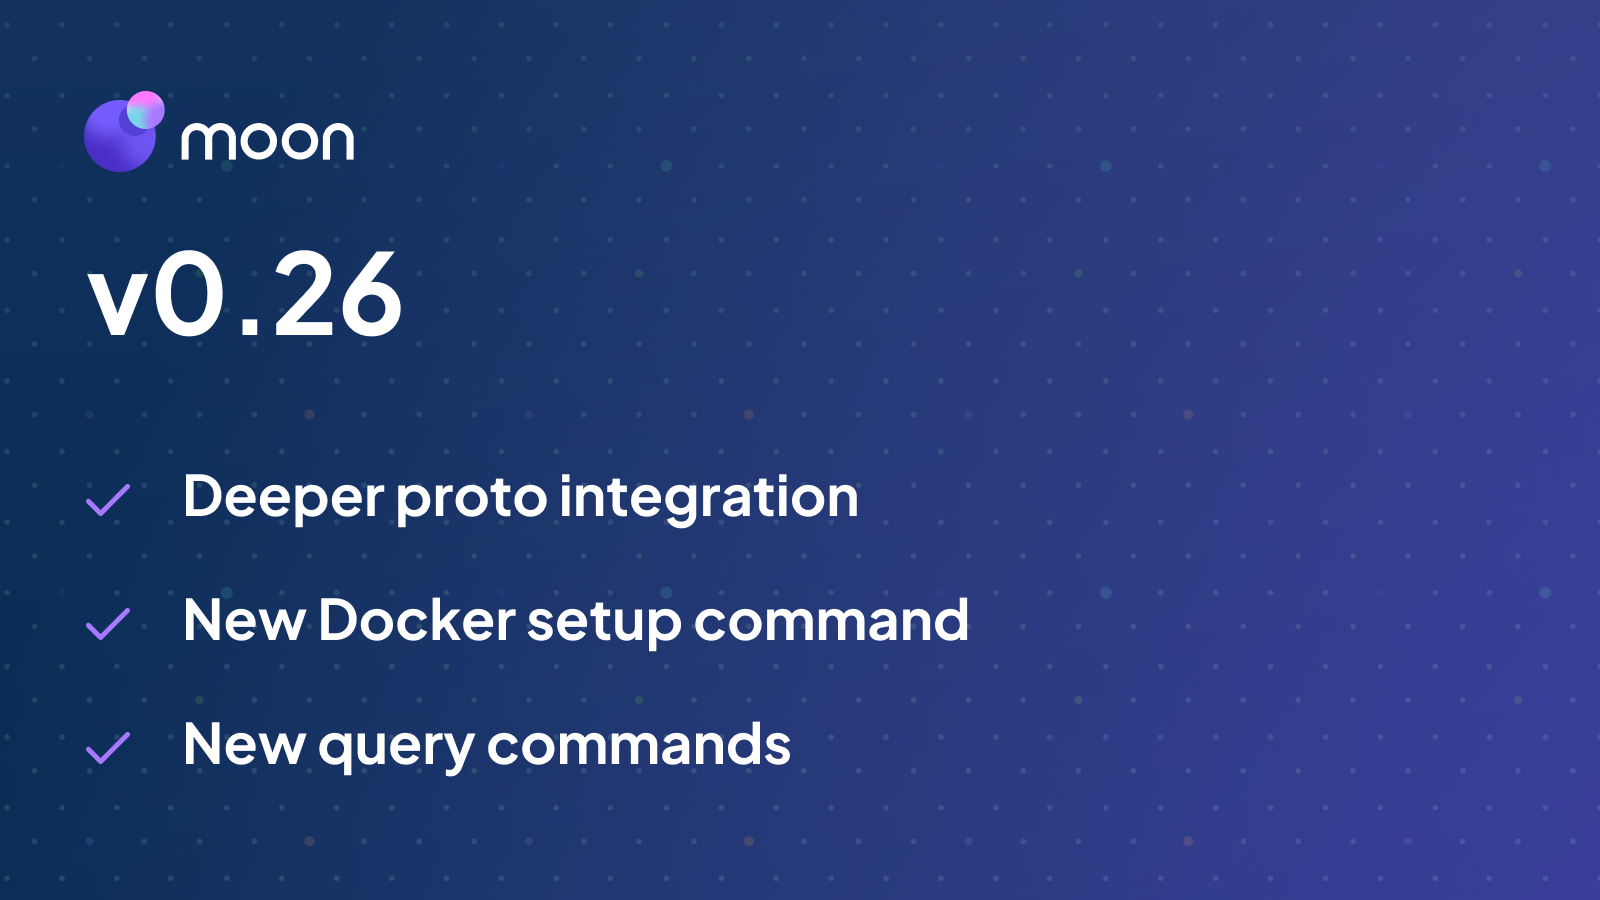 moon
v0.26
Deeper proto integration
New Docker setup command
New query commands